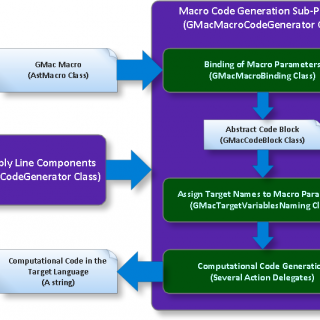 Macro Code Generation Sub-P
(GMacMacroCodeGenerator
GMac Macro
(AstMacro Class)
Binding of Macro Parameters
(GMacMacroBinding Class)
Abstract Code Block
(GMacCodeBlock Class)
ply Line Components
CodeGenerator Class)
Assign Target Names to Macro Para
(GMacTargetVariablesNaming Cl
Computational Code in the
Target Language
(A string)
Computational Code Generatio
(Several Action Delegates)